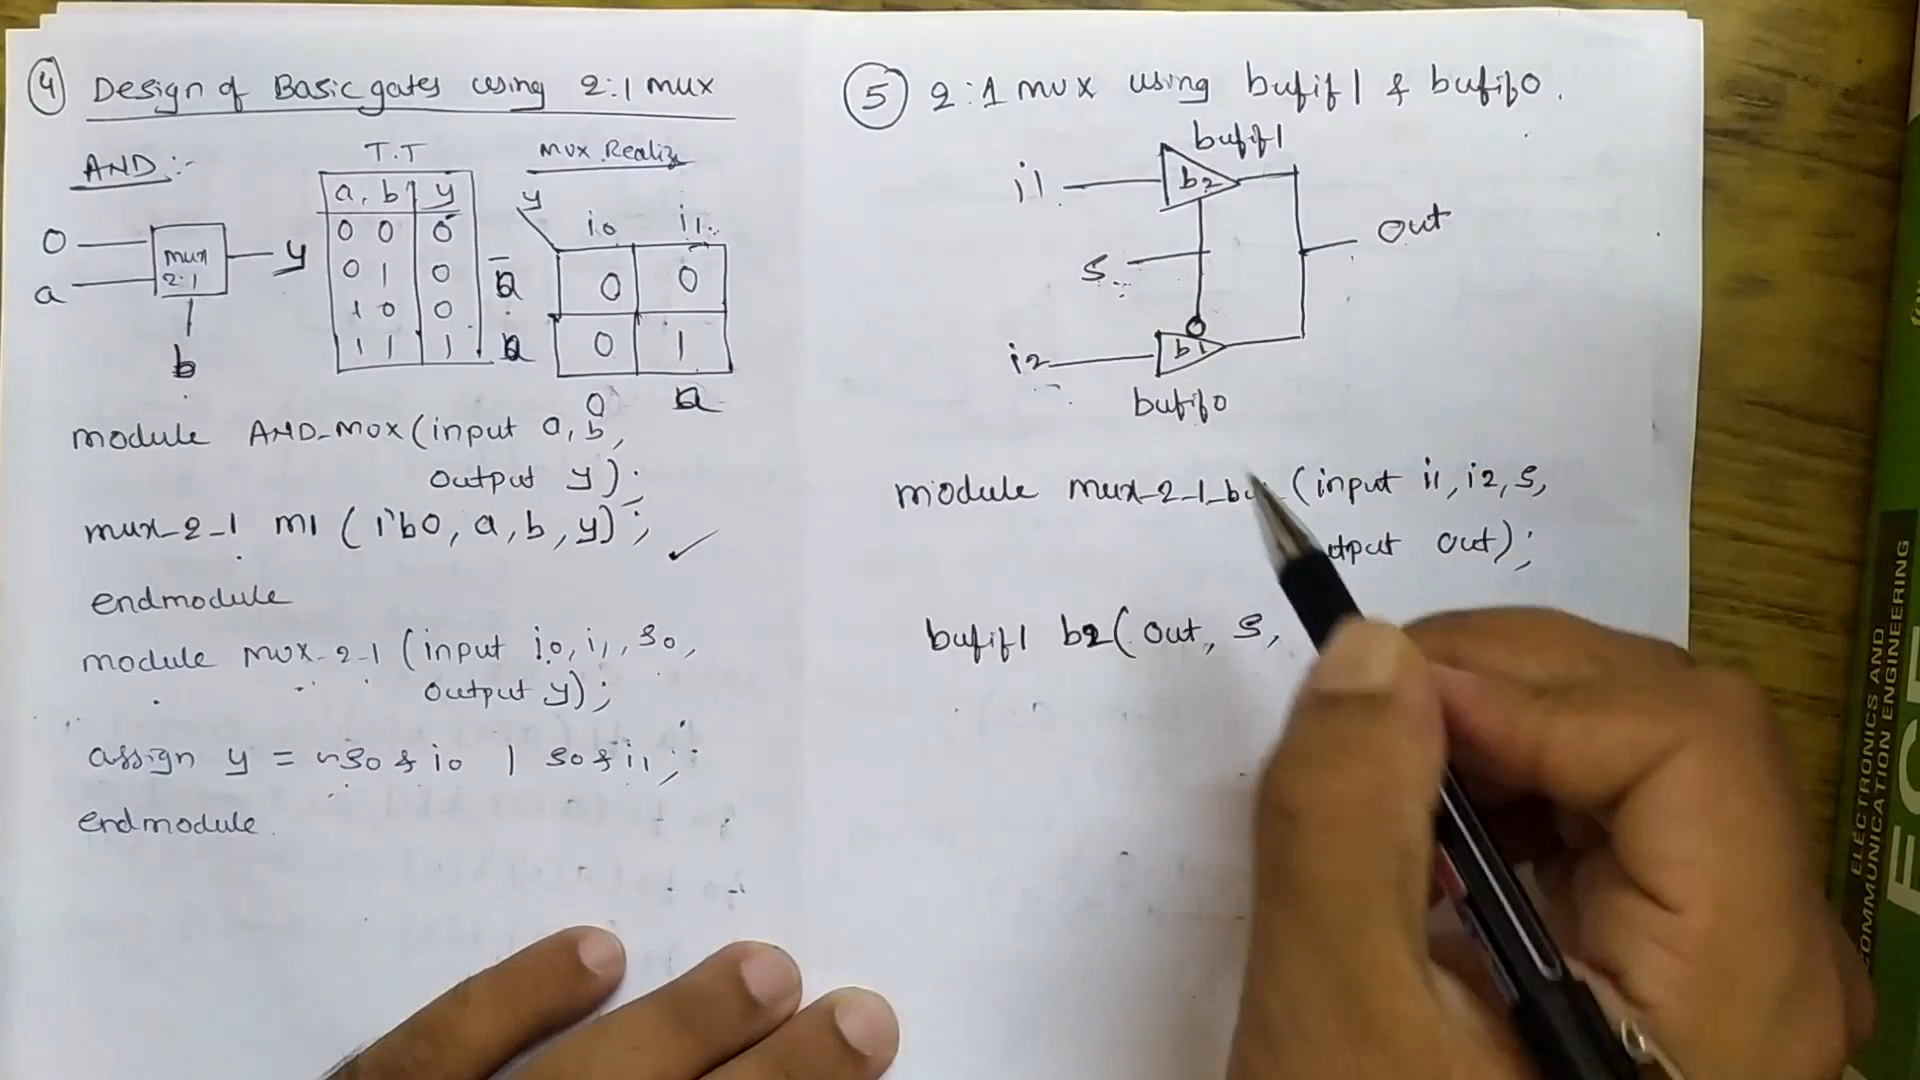 4 Design of Basic gates using 2:1 mux
AND:-
T.T
mux Realiz
0
a
mux
2:1
y
b
a, b y
0 0 0
0 1 0
1 0 0
1 1 1
y
i0 i1
a 0 0
a 0 1
0 a
module AND_mux(input a, b,
output y);
mux_2_1 m1 (1'b0, a, b, y);
endmodule
module mux_2_1 (input i0, i1, s0,
output y);
assign y = ~s0 & i0 | s0 & i1;
endmodule
5 2:1 mux using bufif1 & bufif0.
bufif1
i1
b2
out
s
i2
b1
bufif0
module (input i1, i2, s,
out);
bufif1 b2(out, s,
ELECTRONICS AND
COMMUNICATION ENGINEERING